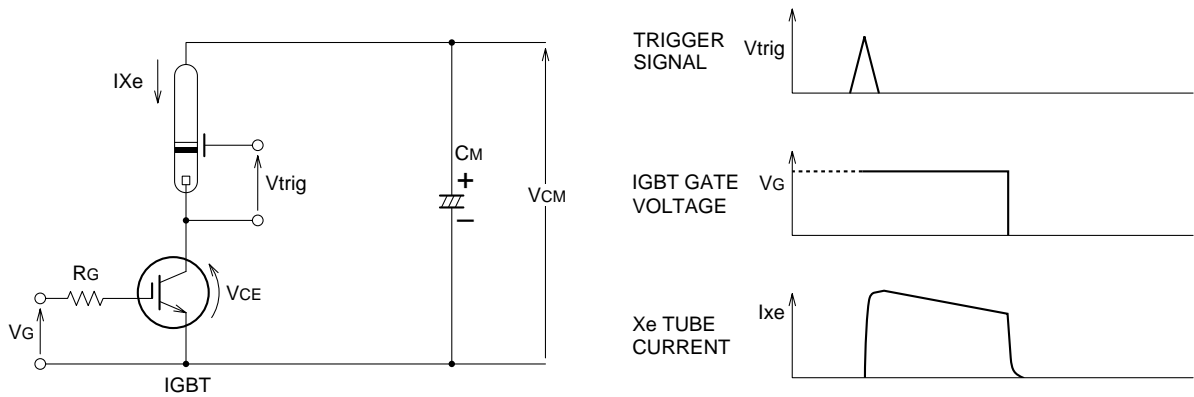 IXe
Vtrig
CM
+
−
VCM
RG
VCE
VG
IGBT
TRIGGER
SIGNAL
Vtrig
IGBT GATE
VOLTAGE
VG
Xe TUBE
CURRENT
Ixe